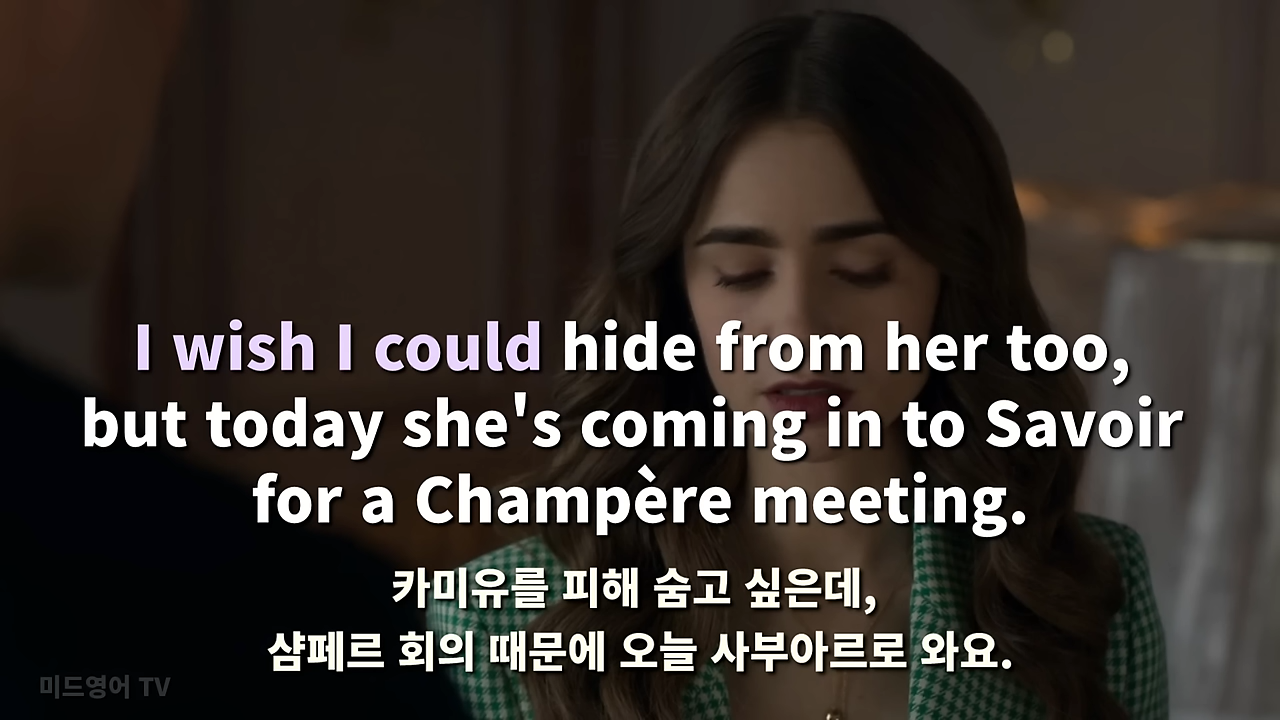 I wish I could hide from her too,
but today she's coming in to Savoir
for a Champère meeting.
카미유를 피해 숨고 싶은데,
샴페르 회의 때문에 오늘 사부아르로 와요.
미드영어 TV